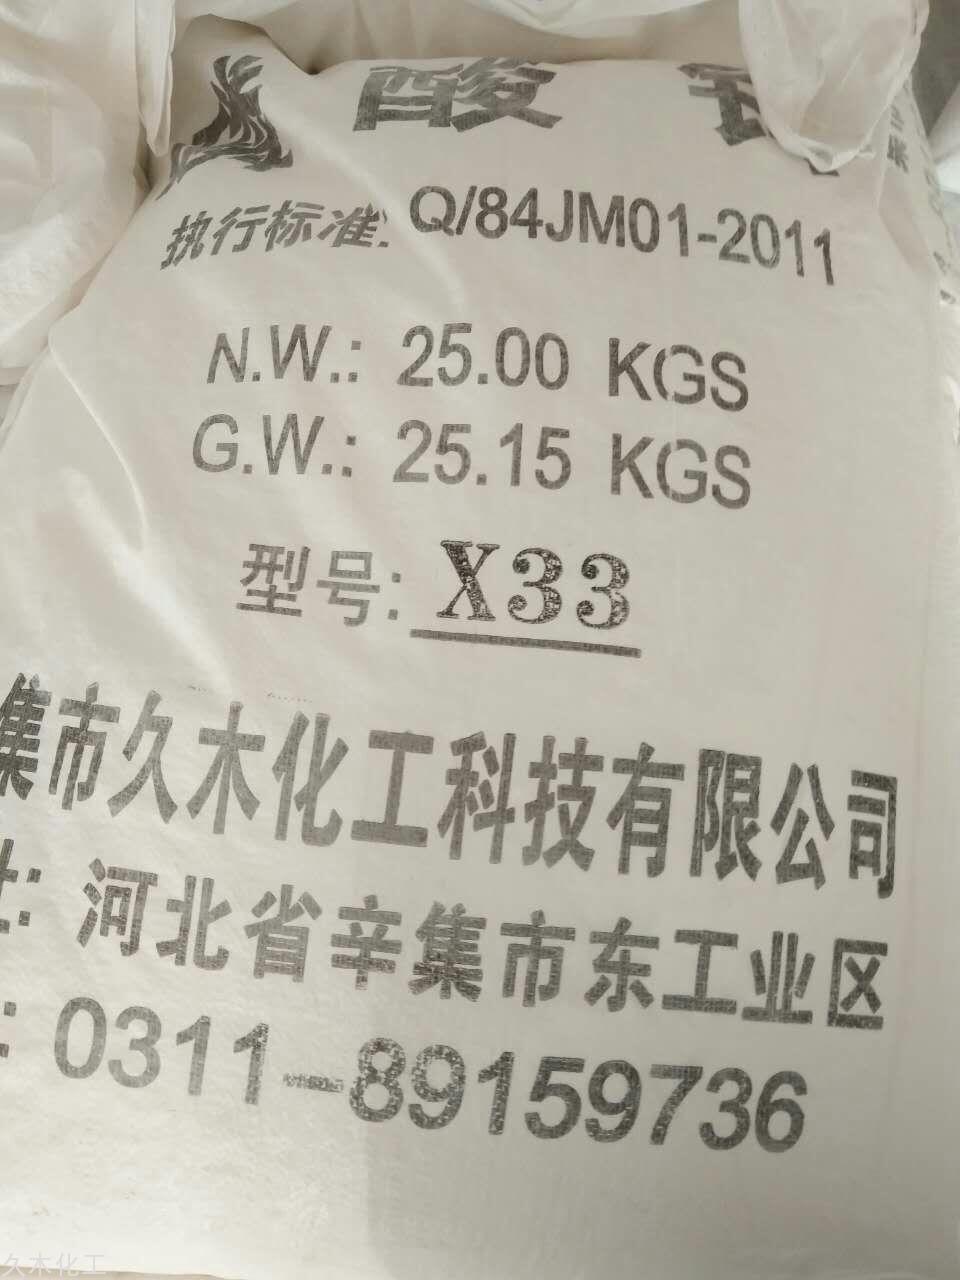 酸
执行标准: Q/84JM01-2011
N.W.: 25.00 KGS
G.W.: 25.15 KGS
型号: X33
集市久木化工科技有限公司
址: 河北省辛集市东工业区
: 0311-89159736
久木化工